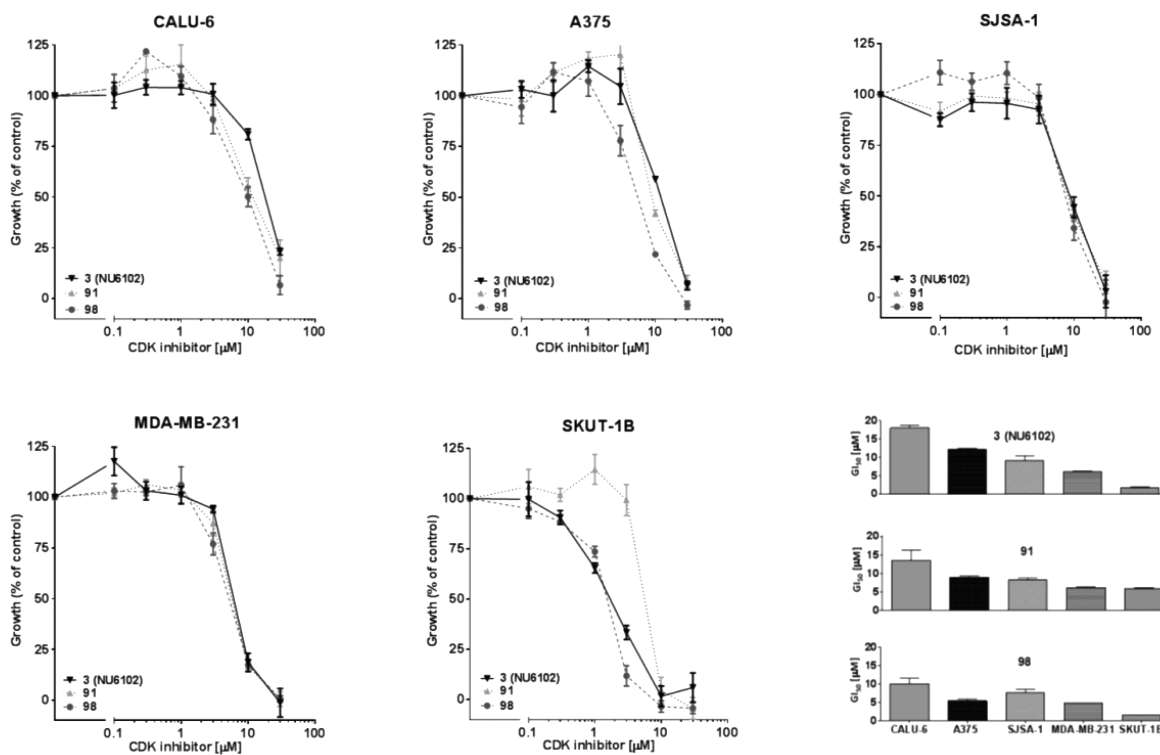 CALU-6
125
100
75
50
25
0
Growth (% of control)
3 (NU6102)
91
98
0.1 1 10 100
CDK inhibitor [μM]
A375
125
100
75
50
25
0
Growth (% of control)
3 (NU6102)
91
98
0.1 1 10 100
CDK inhibitor [μM]
SJSA-1
125
100
75
50
25
0
Growth (% of control)
3 (NU6102)
91
98
0.1 1 10 100
CDK inhibitor [μM]
MDA-MB-231
125
100
75
50
25
0
Growth (% of control)
3 (NU6102)
91
98
0.1 1 10 100
CDK inhibitor [μM]
SKUT-1B
125
100
75
50
25
0
Growth (% of control)
3 (NU6102)
91
98
0.1 1 10 100
CDK inhibitor [μM]
3 (NU6102)
20
15
10
5
0
GI50 [μM]
91
20
15
10
5
0
GI50 [μM]
98
20
15
10
5
0
GI50 [μM]
CALU-6 A375 SJSA-1 MDA-MB-231 SKUT-1B